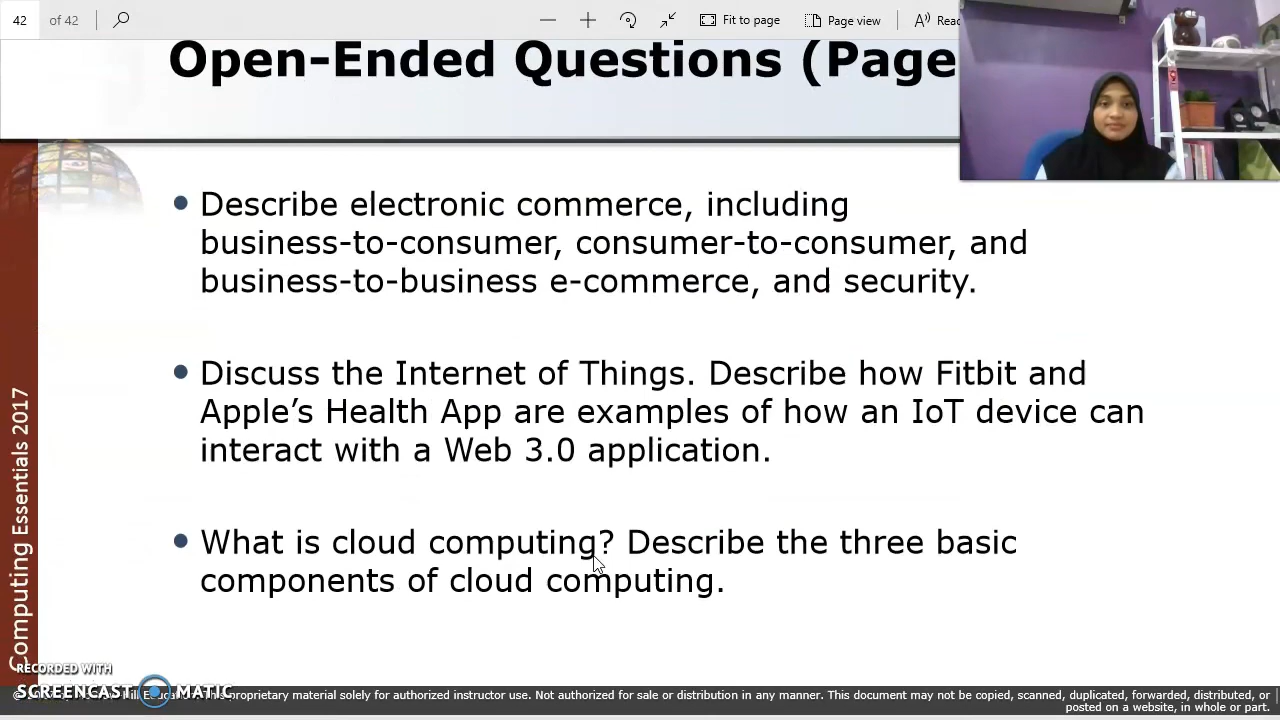 42 of 42 Fit to page Page view Rea
Open-Ended Questions (Page
Describe electronic commerce, including
business-to-consumer, consumer-to-consumer, and
business-to-business e-commerce, and security.
Discuss the Internet of Things. Describe how Fitbit and
Apple’s Health App are examples of how an IoT device can
interact with a Web 3.0 application.
What is cloud computing? Describe the three basic
components of cloud computing.
Computing Essentials 2017
RECORDED WITH
SCREENCAST MATIC
proprietary material solely for authorized instructor use. Not authorized for sale or distribution in any manner. This document may not be copied, scanned, duplicated, forwarded, distributed, or
posted on a website, in whole or part.